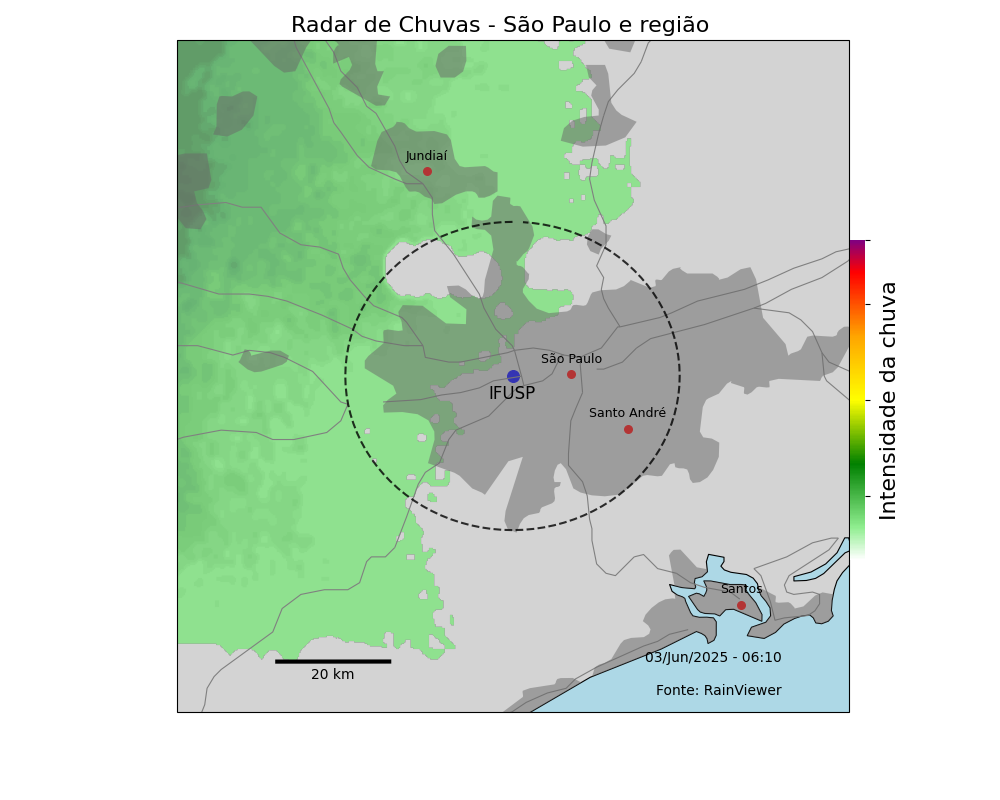 Radar de Chuvas - São Paulo e região
Jundiaí
São Paulo
IFUSP
Santo André
Intensidade da chuva
Santos
03/Jun/2025 - 06:10
20 km
Fonte: RainViewer